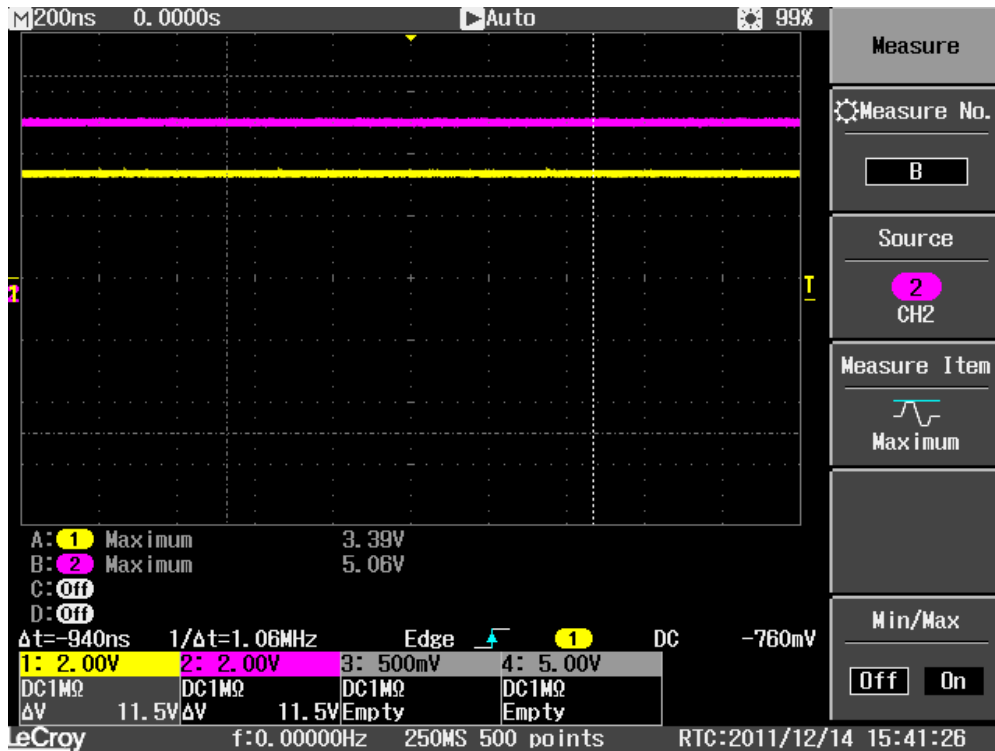 M 200ns 0.0000s Auto 99%
Measure
Measure No.
B
Source
2
CH2
Measure Item
Maximum
1 T
A: 1 Maximum 3.39V
B: 2 Maximum 5.06V
C: Off
D: Off
Min/Max
Off On
Δt=-940ns 1/Δt=1.06MHz Edge 1 DC -760mV
1: 2.00V 2: 2.00V 3: 500mV 4: 5.00V
DC1MΩ DC1MΩ DC1MΩ DC1MΩ
ΔV 11.5V ΔV 11.5V Empty Empty
LeCroy f:0.00000Hz 250MS 500 points RTC:2011/12/14 15:41:26